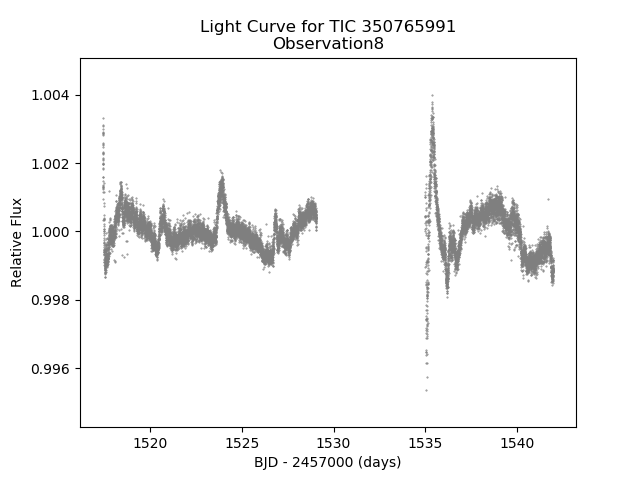 Light Curve for TIC 350765991
Observation8
1.004
1.002
1.000
0.998
0.996
Relative Flux
1520
1525
1530
1535
1540
BJD - 2457000 (days)